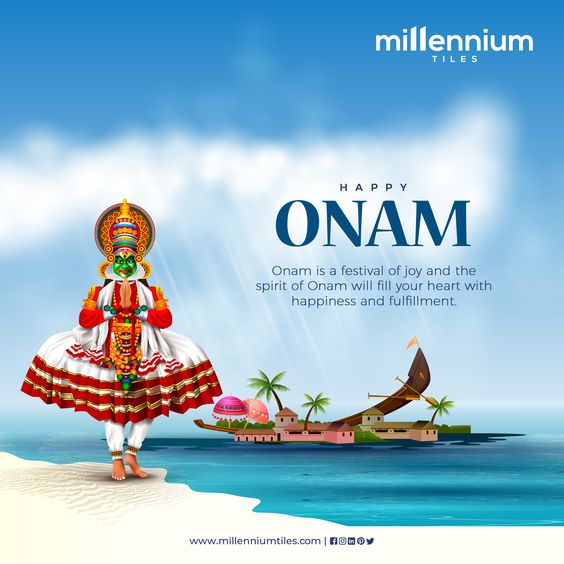 millennium
TILES
HAPPY
ONAM
Onam is a festival of joy and the
spirit of Onam will fill your heart with
happiness and fulfillment.
www.millenniumtiles.com |